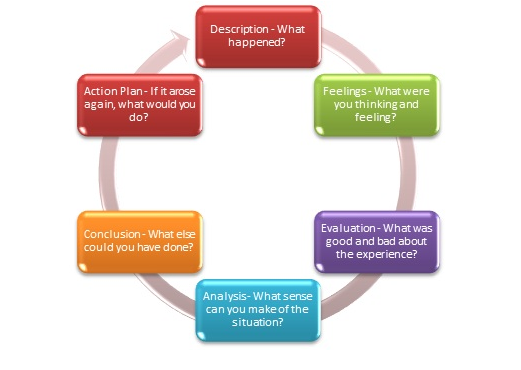 Description - What
happened?
Feelings - What were
you thinking and
feeling?
Evaluation - What was
good and bad about
the experience?
Analysis- What sense
can you make of the
situation?
Conclusion - What else
could you have done?
Action Plan - If it arose
again, what would you
do?